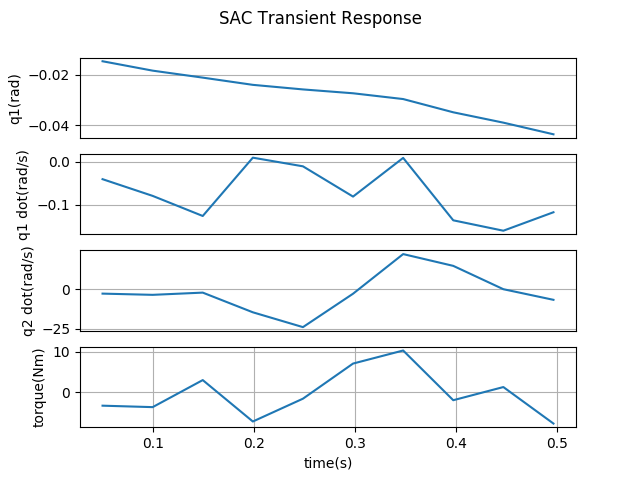 SAC Transient Response
q1(rad)
−0.02
−0.04
q1 dot(rad/s)
0.0
−0.1
q2 dot(rad/s)
0
−25
torque(Nm)
10
0
0.1 0.2 0.3 0.4 0.5
time(s)